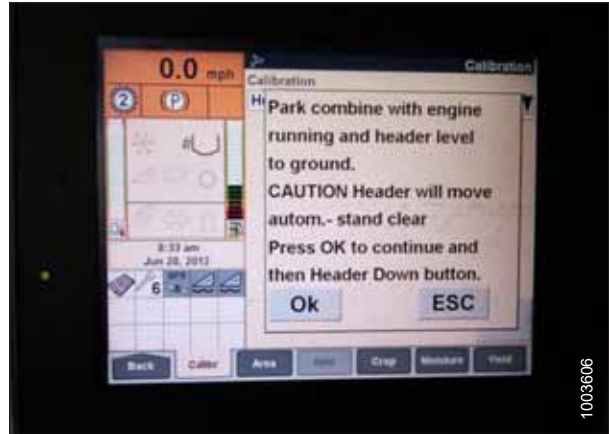 0.0 mph
Calibration
Calibration
2 P
Park combine with engine
running and header level
to ground.
CAUTION Header will move
autom.- stand clear
Press OK to continue and
then Header Down button.
Ok ESC
8:33 am
Jun 20, 2012
6
Back Calibr Area Crop Moisture Yield
1003606